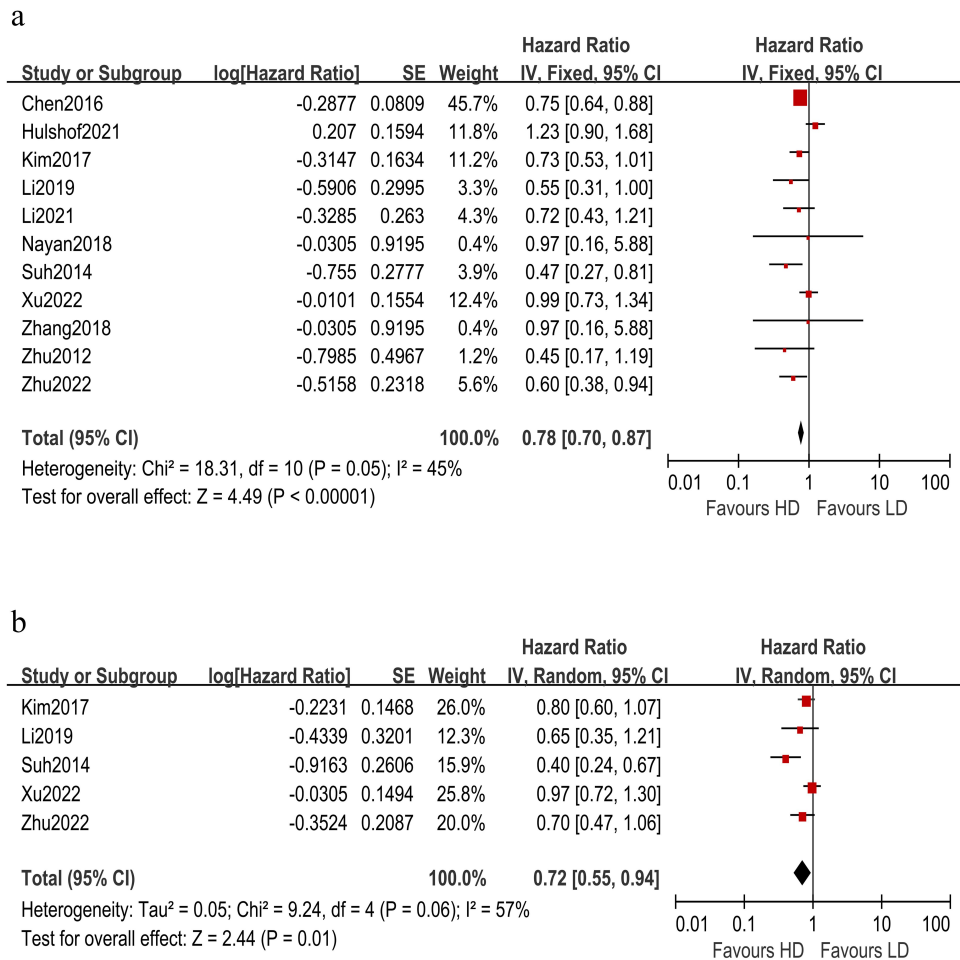 a
Hazard Ratio Hazard Ratio
Study or Subgroup log[Hazard Ratio] SE Weight IV, Fixed, 95% CI IV, Fixed, 95% CI
Chen2016 -0.2877 0.0809 45.7% 0.75 [0.64, 0.88]
Hulshof2021 0.207 0.1594 11.8% 1.23 [0.90, 1.68]
Kim2017 -0.3147 0.1634 11.2% 0.73 [0.53, 1.01]
Li2019 -0.5906 0.2995 3.3% 0.55 [0.31, 1.00]
Li2021 -0.3285 0.263 4.3% 0.72 [0.43, 1.21]
Nayan2018 -0.0305 0.9195 0.4% 0.97 [0.16, 5.88]
Suh2014 -0.755 0.2777 3.9% 0.47 [0.27, 0.81]
Xu2022 -0.0101 0.1554 12.4% 0.99 [0.73, 1.34]
Zhang2018 -0.0305 0.9195 0.4% 0.97 [0.16, 5.88]
Zhu2012 -0.7985 0.4967 1.2% 0.45 [0.17, 1.19]
Zhu2022 -0.5158 0.2318 5.6% 0.60 [0.38, 0.94]
Total (95% CI) 100.0% 0.78 [0.70, 0.87]
Heterogeneity: Chi² = 18.31, df = 10 (P = 0.05); I² = 45%
Test for overall effect: Z = 4.49 (P < 0.00001)
0.01 0.1 1 10 100
Favours HD Favours LD
b
Hazard Ratio Hazard Ratio
Study or Subgroup log[Hazard Ratio] SE Weight IV, Random, 95% CI IV, Random, 95% CI
Kim2017 -0.2231 0.1468 26.0% 0.80 [0.60, 1.07]
Li2019 -0.4339 0.3201 12.3% 0.65 [0.35, 1.21]
Suh2014 -0.9163 0.2606 15.9% 0.40 [0.24, 0.67]
Xu2022 -0.0305 0.1494 25.8% 0.97 [0.72, 1.30]
Zhu2022 -0.3524 0.2087 20.0% 0.70 [0.47, 1.06]
Total (95% CI) 100.0% 0.72 [0.55, 0.94]
Heterogeneity: Tau² = 0.05; Chi² = 9.24, df = 4 (P = 0.06); I² = 57%
Test for overall effect: Z = 2.44 (P = 0.01)
0.01 0.1 1 10 100
Favours HD Favours LD